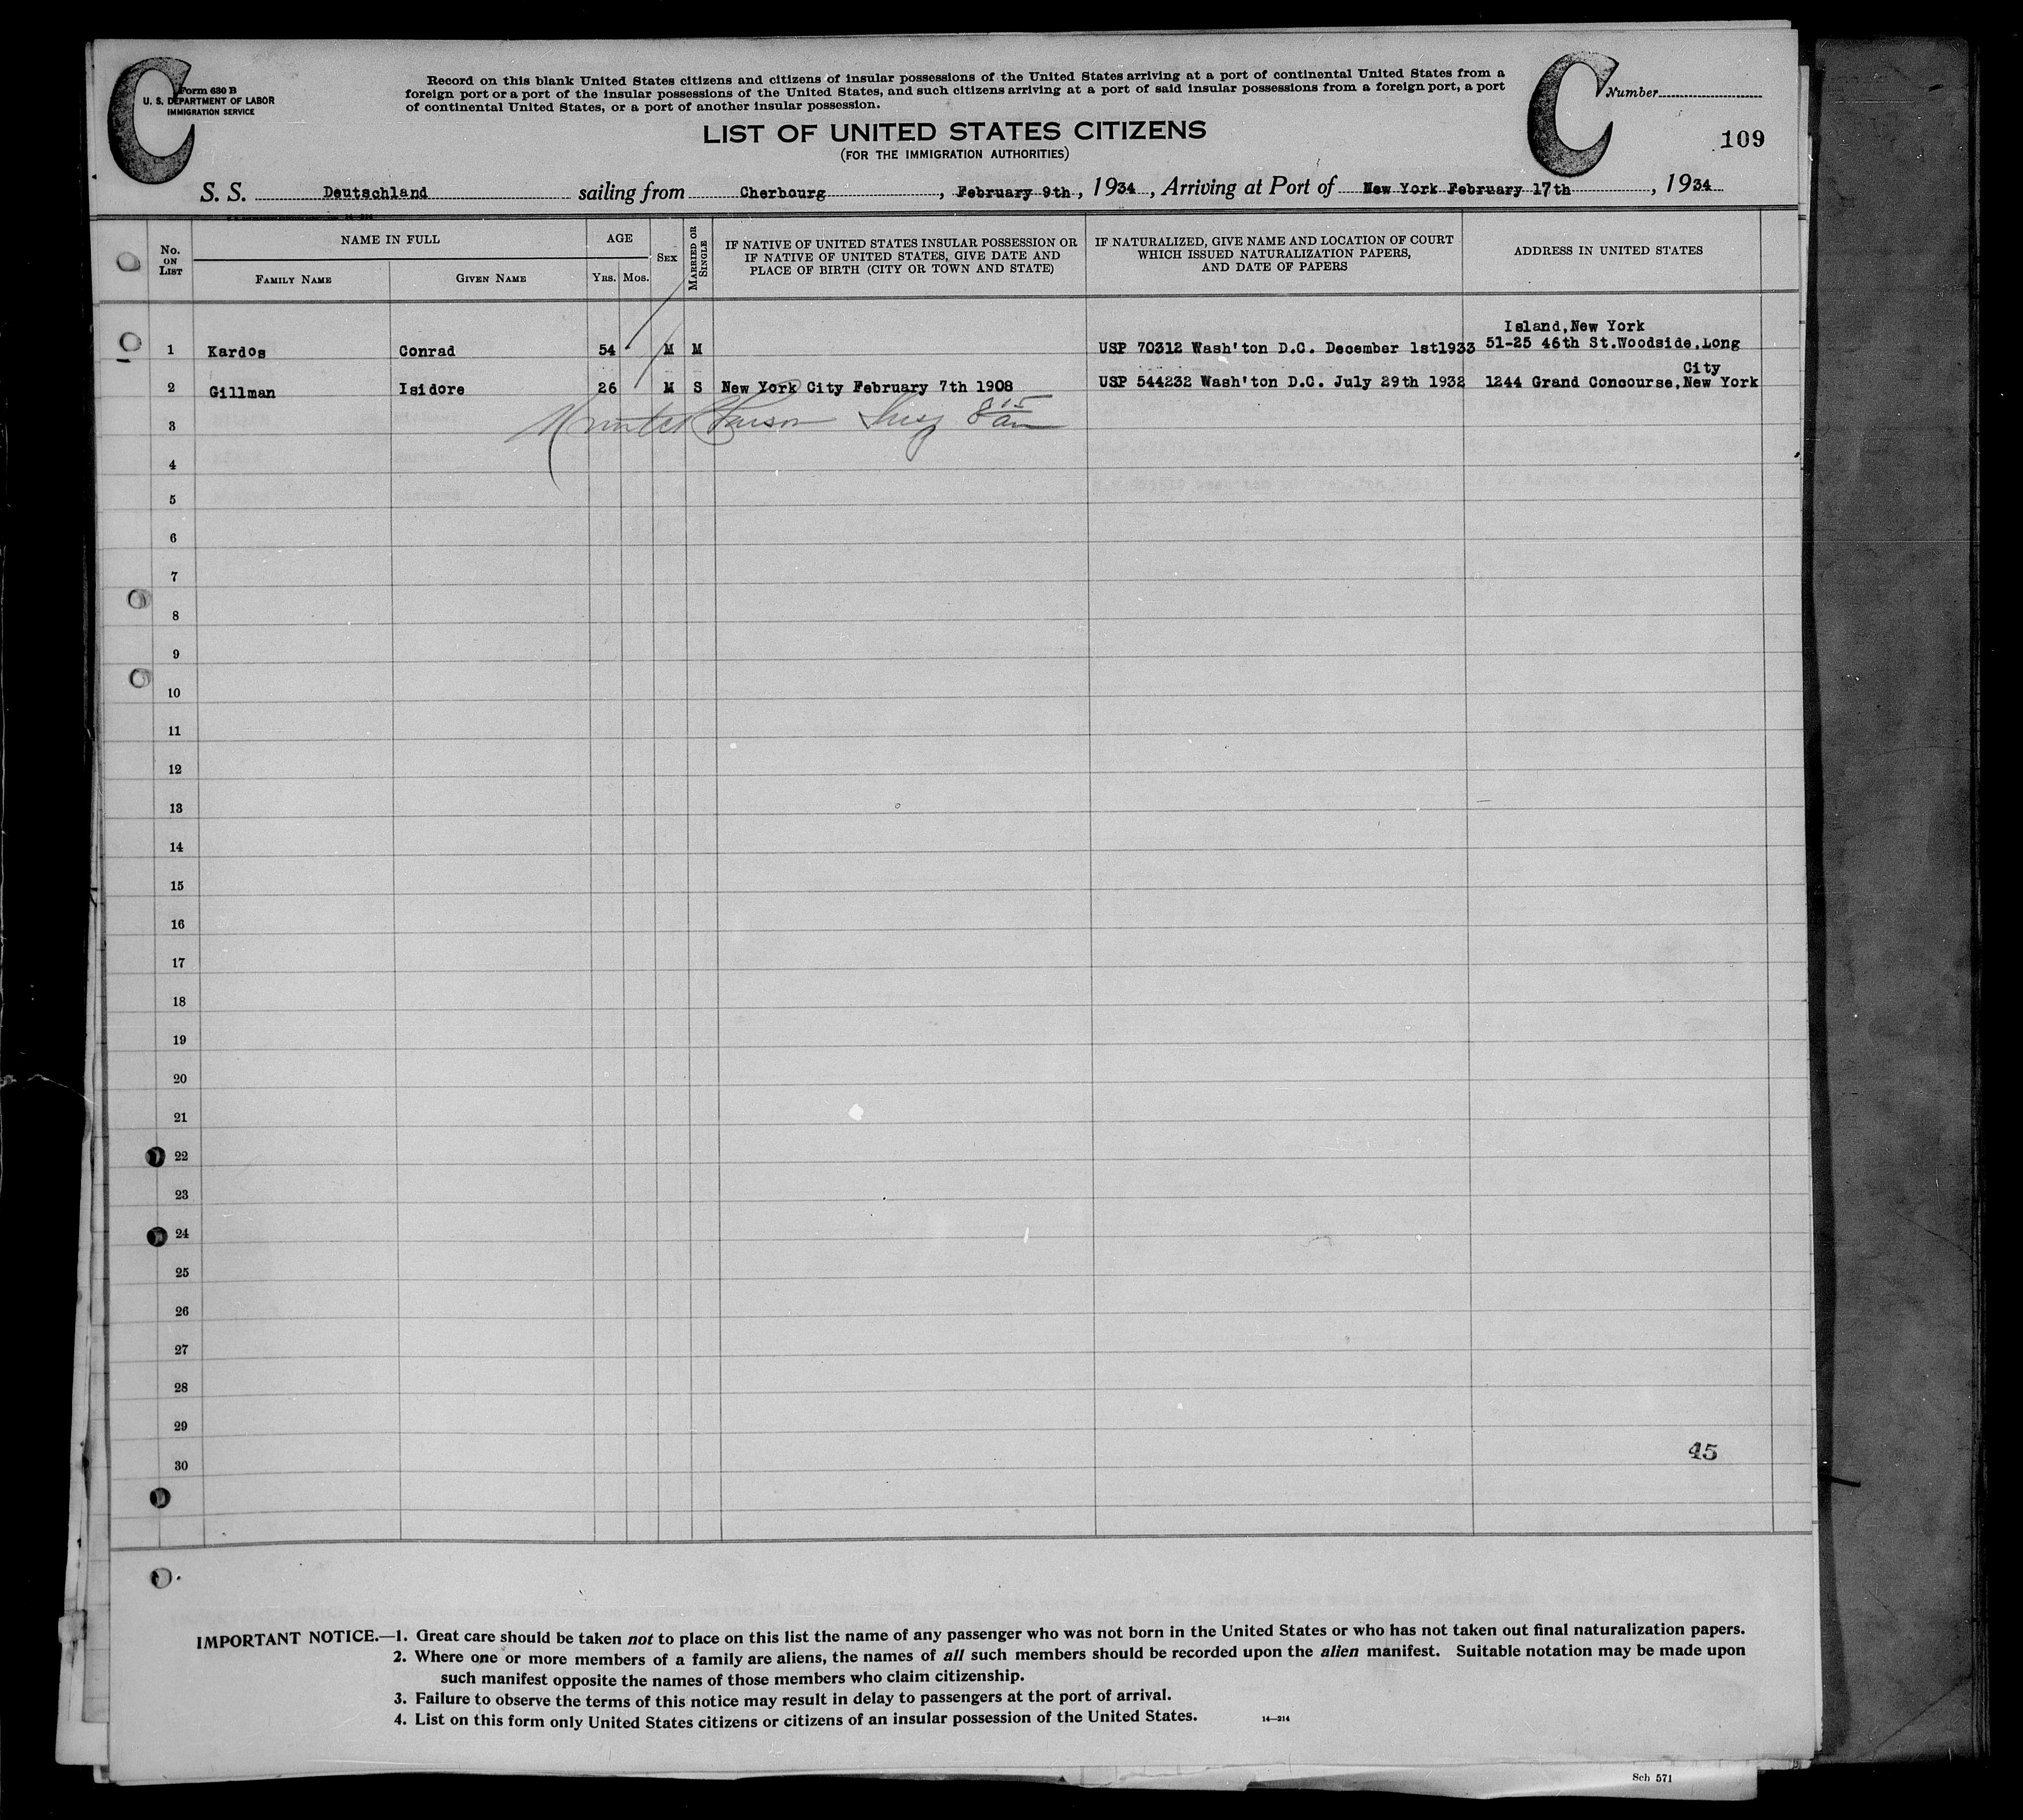 C
Form 630 B
U. S. DEPARTMENT OF LABOR
IMMIGRATION SERVICE
Record on this blank United States citizens and citizens of insular possessions of the United States arriving at a port of continental United States from a
foreign port or a port of the insular possessions of the United States, and such citizens arriving at a port of said insular possessions from a foreign port, a port
of continental United States, or a port of another insular possession.
C
Number
109
LIST OF UNITED STATES CITIZENS
(FOR THE IMMIGRATION AUTHORITIES)
S. S. Deutschland sailing from Cherbourg, February 9th, 1934, Arriving at Port of New York February 17th, 1934
No. ON LIST
NAME IN FULL
FAMILY NAME
GIVEN NAME
AGE
YRS. MOS.
SEX
MARRIED OR SINGLE
IF NATIVE OF UNITED STATES INSULAR POSSESSION OR
IF NATIVE OF UNITED STATES, GIVE DATE AND
PLACE OF BIRTH (CITY OR TOWN AND STATE)
IF NATURALIZED, GIVE NAME AND LOCATION OF COURT
WHICH ISSUED NATURALIZATION PAPERS,
AND DATE OF PAPERS
ADDRESS IN UNITED STATES
Island,New York
1 Kardos Conrad 54 M M USP 70312 Wash'ton D.C. December 1st1933 51-25 46th St.Woodside.Long
City
2 Gillman Isidore 26 M S New York City February 7th 1908 USP 544232 Wash'ton D.C. July 29th 1932 1244 Grand Concourse,New York
3
4
5
6
7
8
9
10
11
12
13
14
15
16
17
18
19
20
21
22
23
24
25
26
27
28
29
30
45
IMPORTANT NOTICE.—1. Great care should be taken not to place on this list the name of any passenger who was not born in the United States or who has not taken out final naturalization papers.
2. Where one or more members of a family are aliens, the names of all such members should be recorded upon the alien manifest. Suitable notation may be made upon
such manifest opposite the names of those members who claim citizenship.
3. Failure to observe the terms of this notice may result in delay to passengers at the port of arrival.
4. List on this form only United States citizens or citizens of an insular possession of the United States.
14—214
Sch 571